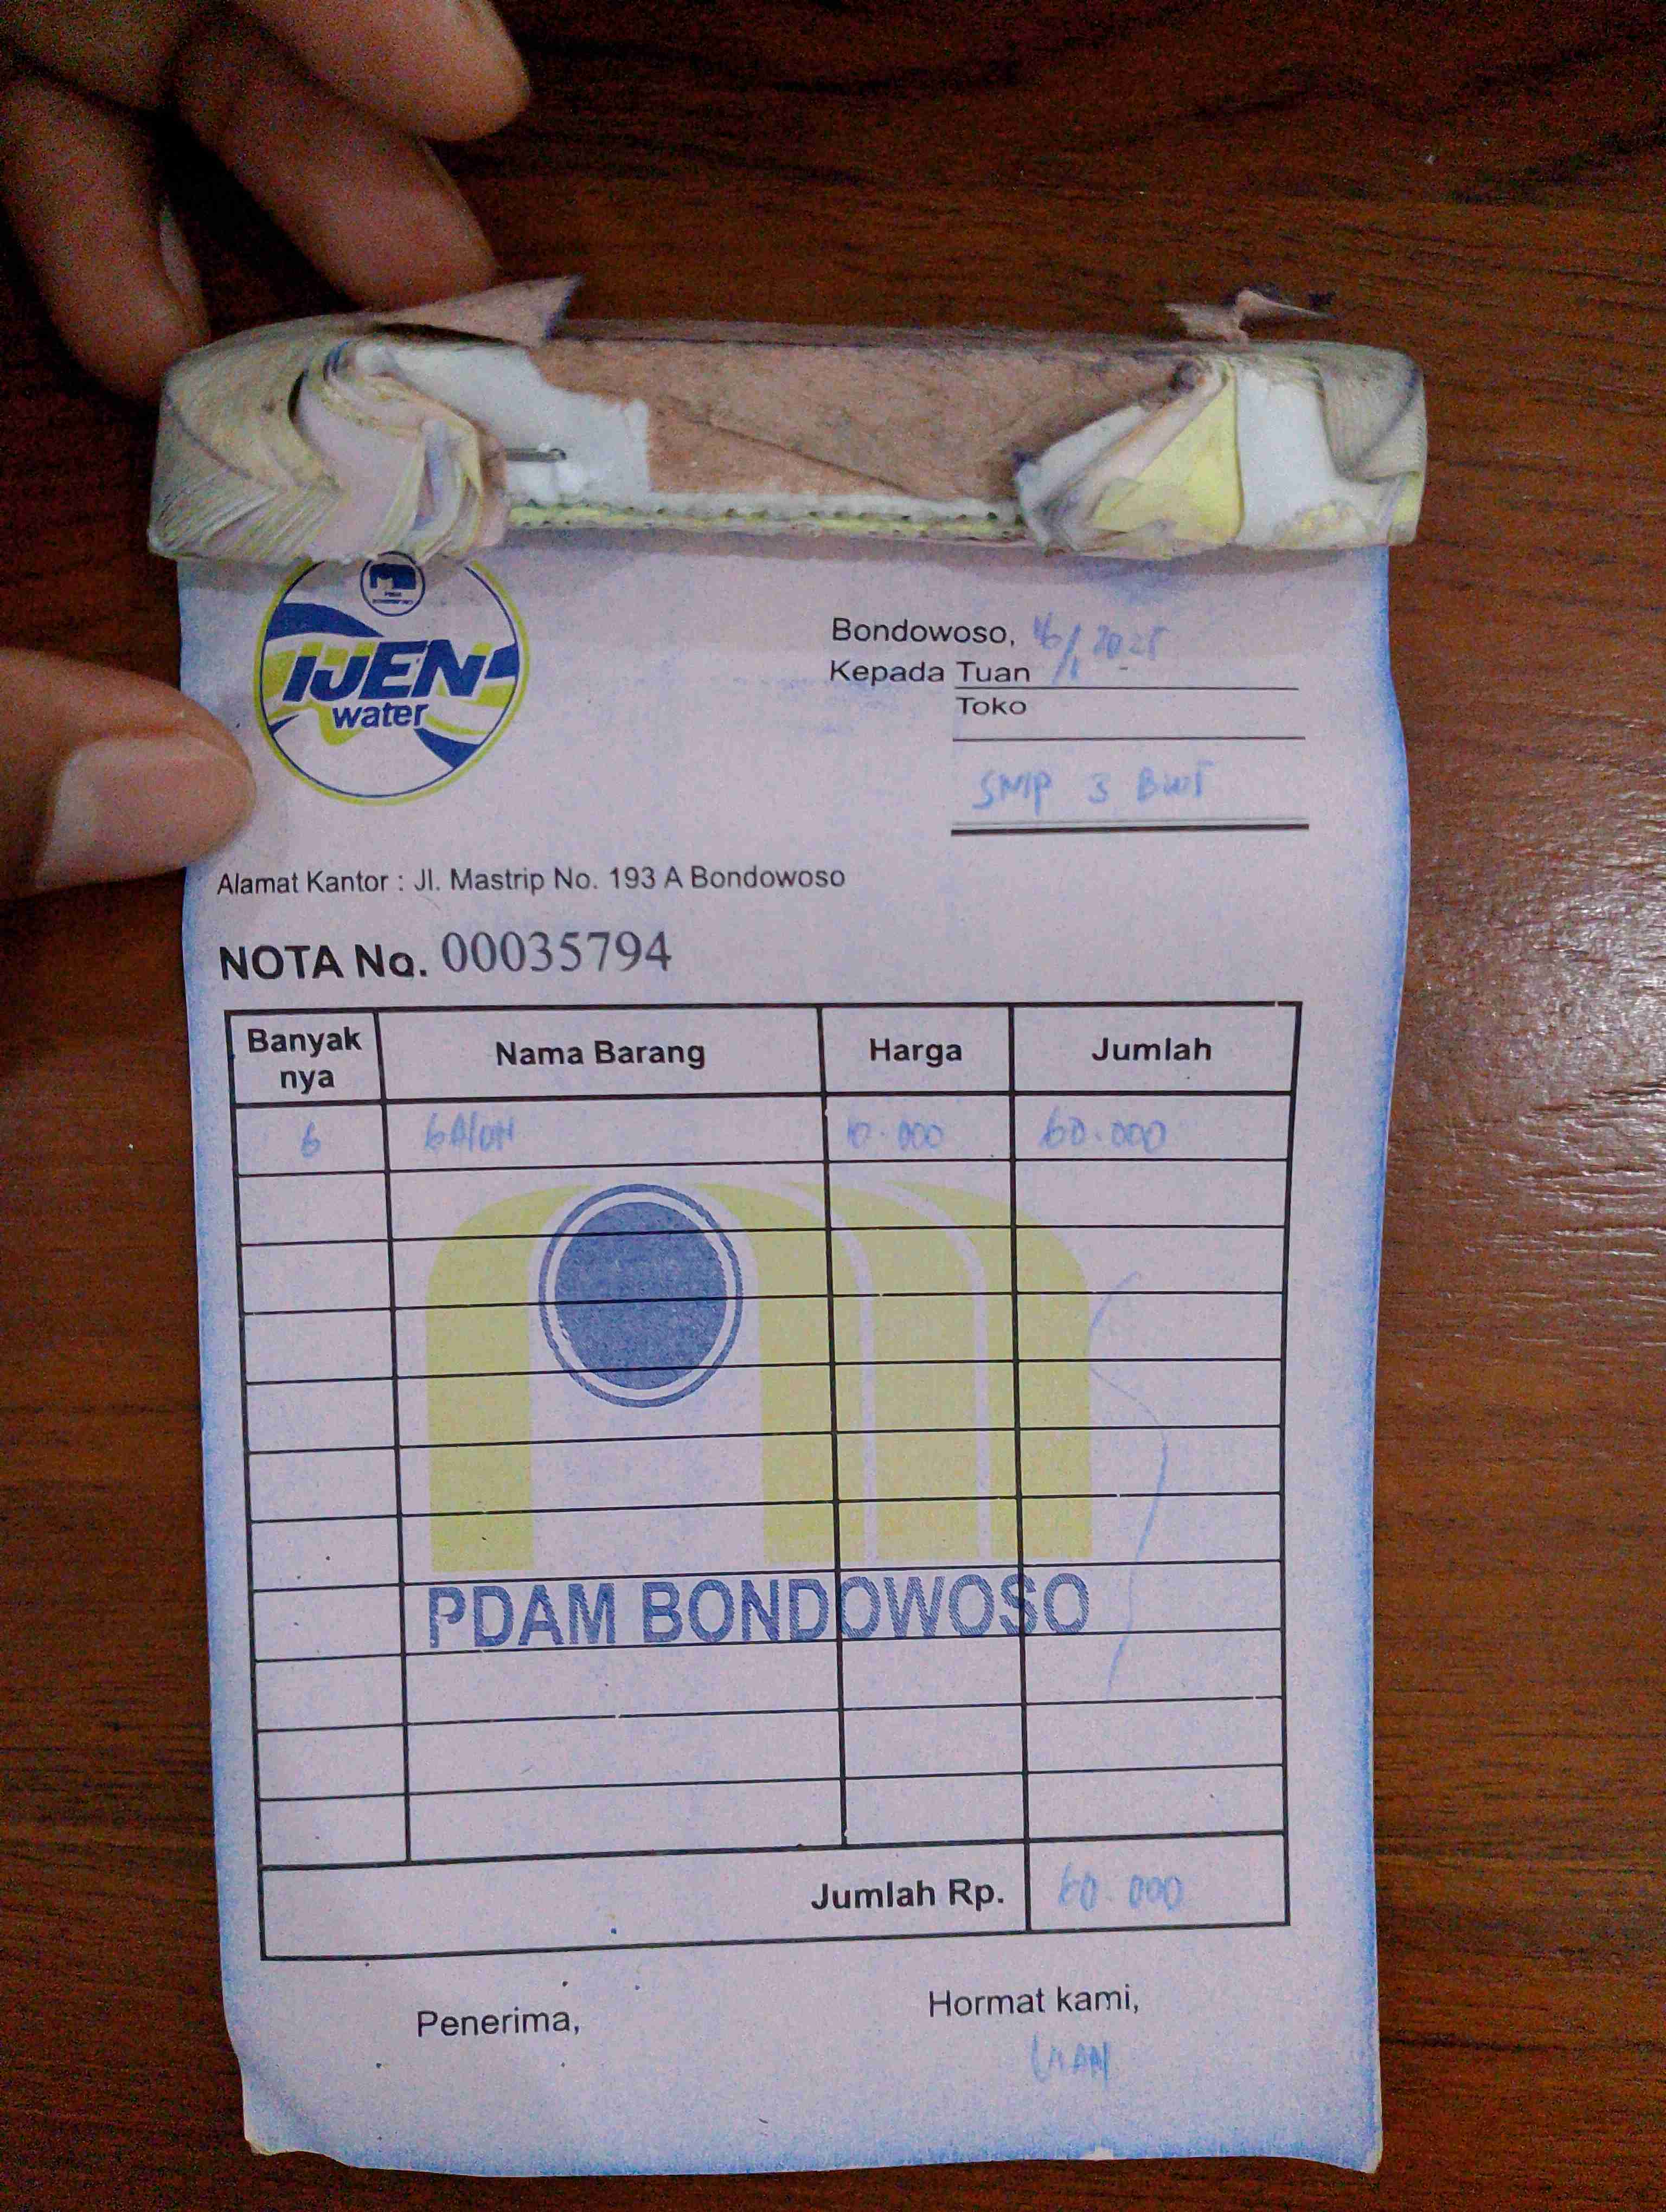 IJEN
water
Bondowoso, 16/1 2025
Kepada Tuan
Toko
SMP 3 BWS
Alamat Kantor : Jl. Mastrip No. 193 A Bondowoso
NOTA No. 00035794
Banyak nya Nama Barang Harga Jumlah
6 GAlON 10.000 60.000
PDAM BONDOWOSO
Jumlah Rp. 60.000
Penerima, Hormat kami,